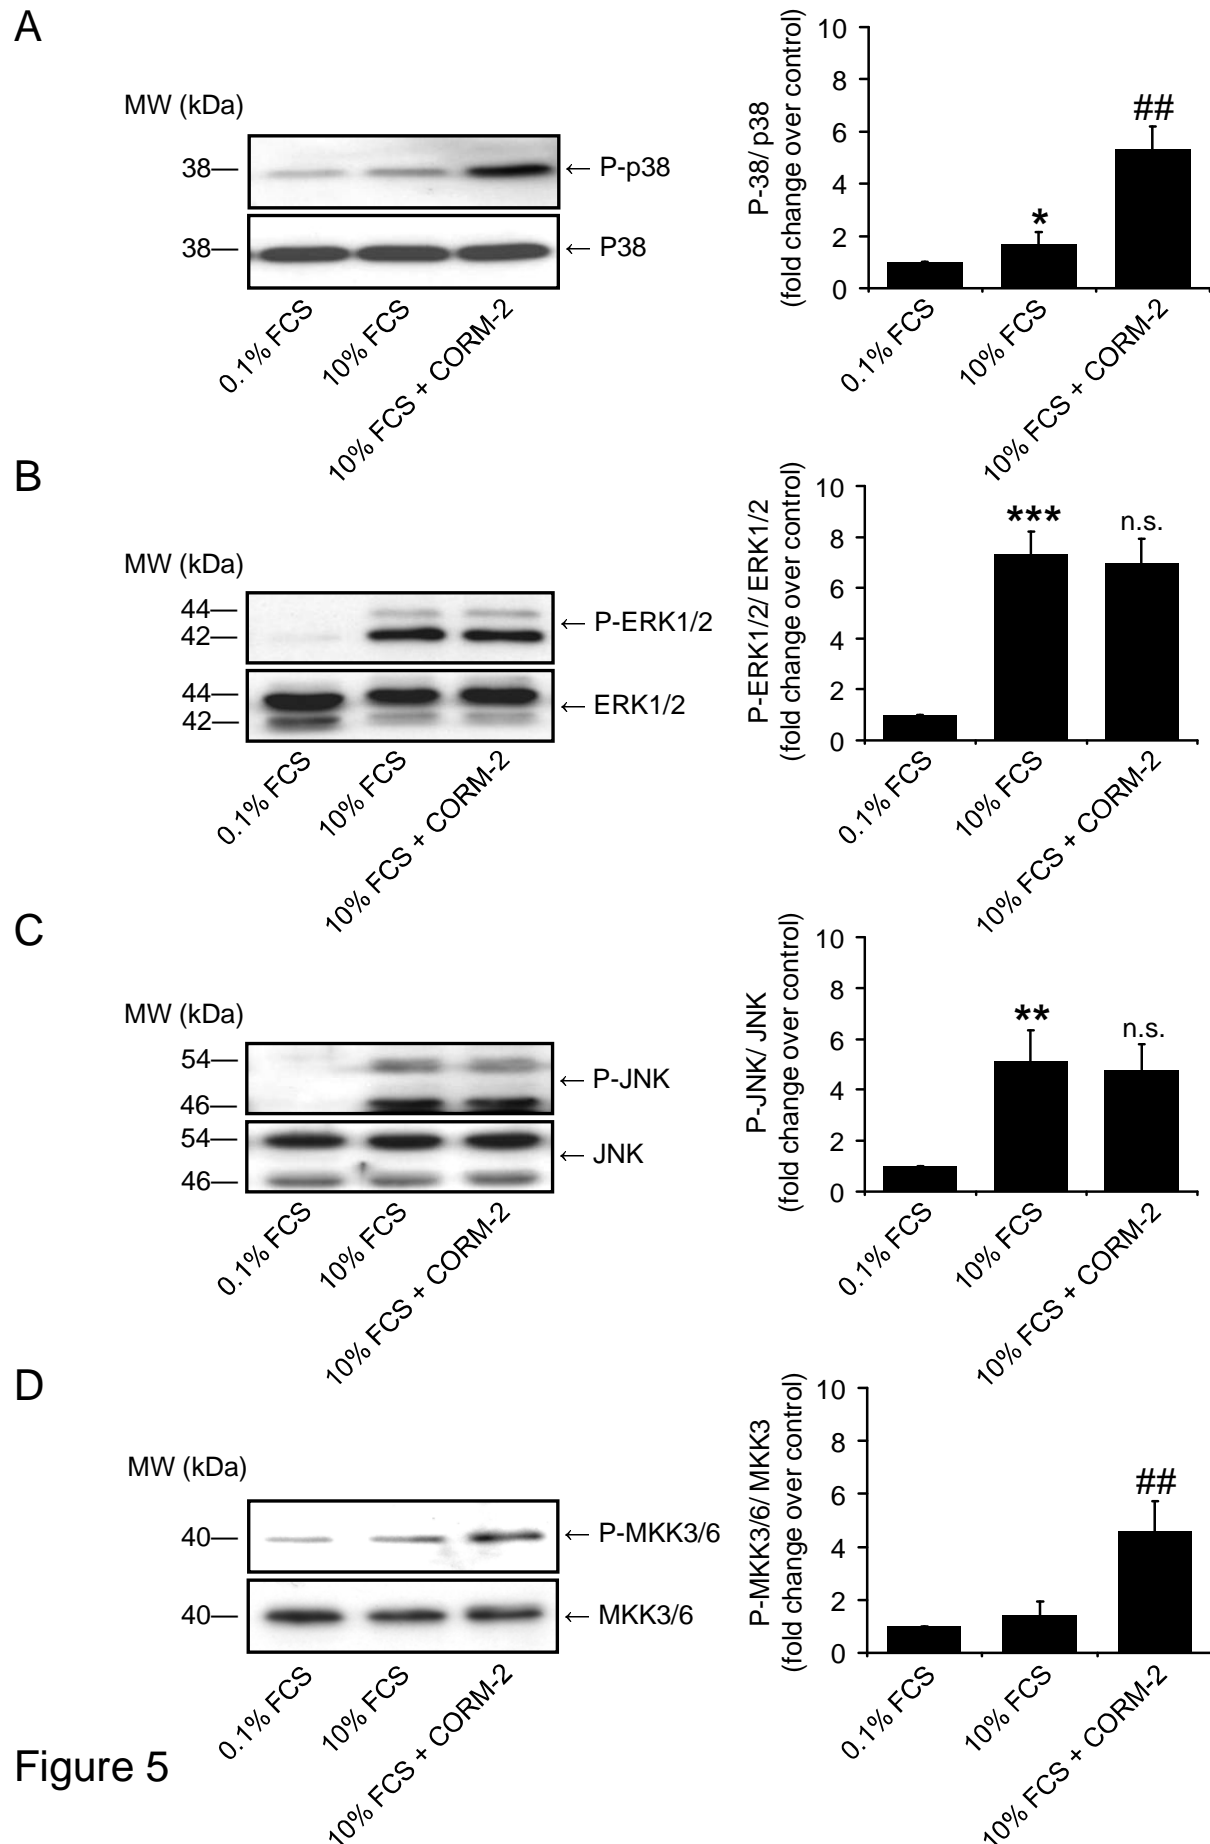 A
MW (kDa)
38
← P-p38
38
← P38
0.1% FCS
10% FCS
10% FCS + CORM-2
P-38/ p38
(fold change over control)
10
8
6
4
2
0
*
##
0.1% FCS
10% FCS
10% FCS + CORM-2
B
MW (kDa)
44
42
← P-ERK1/2
44
42
← ERK1/2
0.1% FCS
10% FCS
10% FCS + CORM-2
P-ERK1/2/ ERK1/2
(fold change over control)
10
8
6
4
2
0
***
n.s.
0.1% FCS
10% FCS
10% FCS + CORM-2
C
MW (kDa)
54
46
← P-JNK
54
46
← JNK
0.1% FCS
10% FCS
10% FCS + CORM-2
P-JNK/ JNK
(fold change over control)
10
8
6
4
2
0
**
n.s.
0.1% FCS
10% FCS
10% FCS + CORM-2
D
MW (kDa)
40
← P-MKK3/6
40
← MKK3/6
0.1% FCS
10% FCS
10% FCS + CORM-2
P-MKK3/6/ MKK3
(fold change over control)
10
8
6
4
2
0
##
0.1% FCS
10% FCS
10% FCS + CORM-2
Figure 5